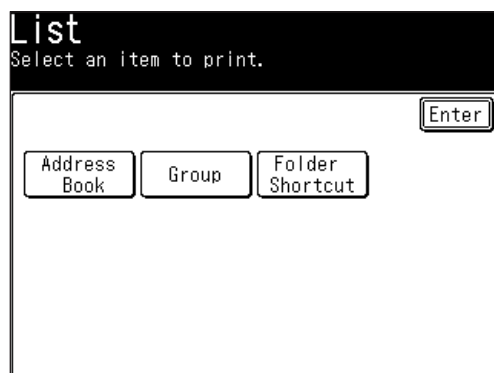 List
Select an item to print.
Enter
Address
Book
Group
Folder
Shortcut